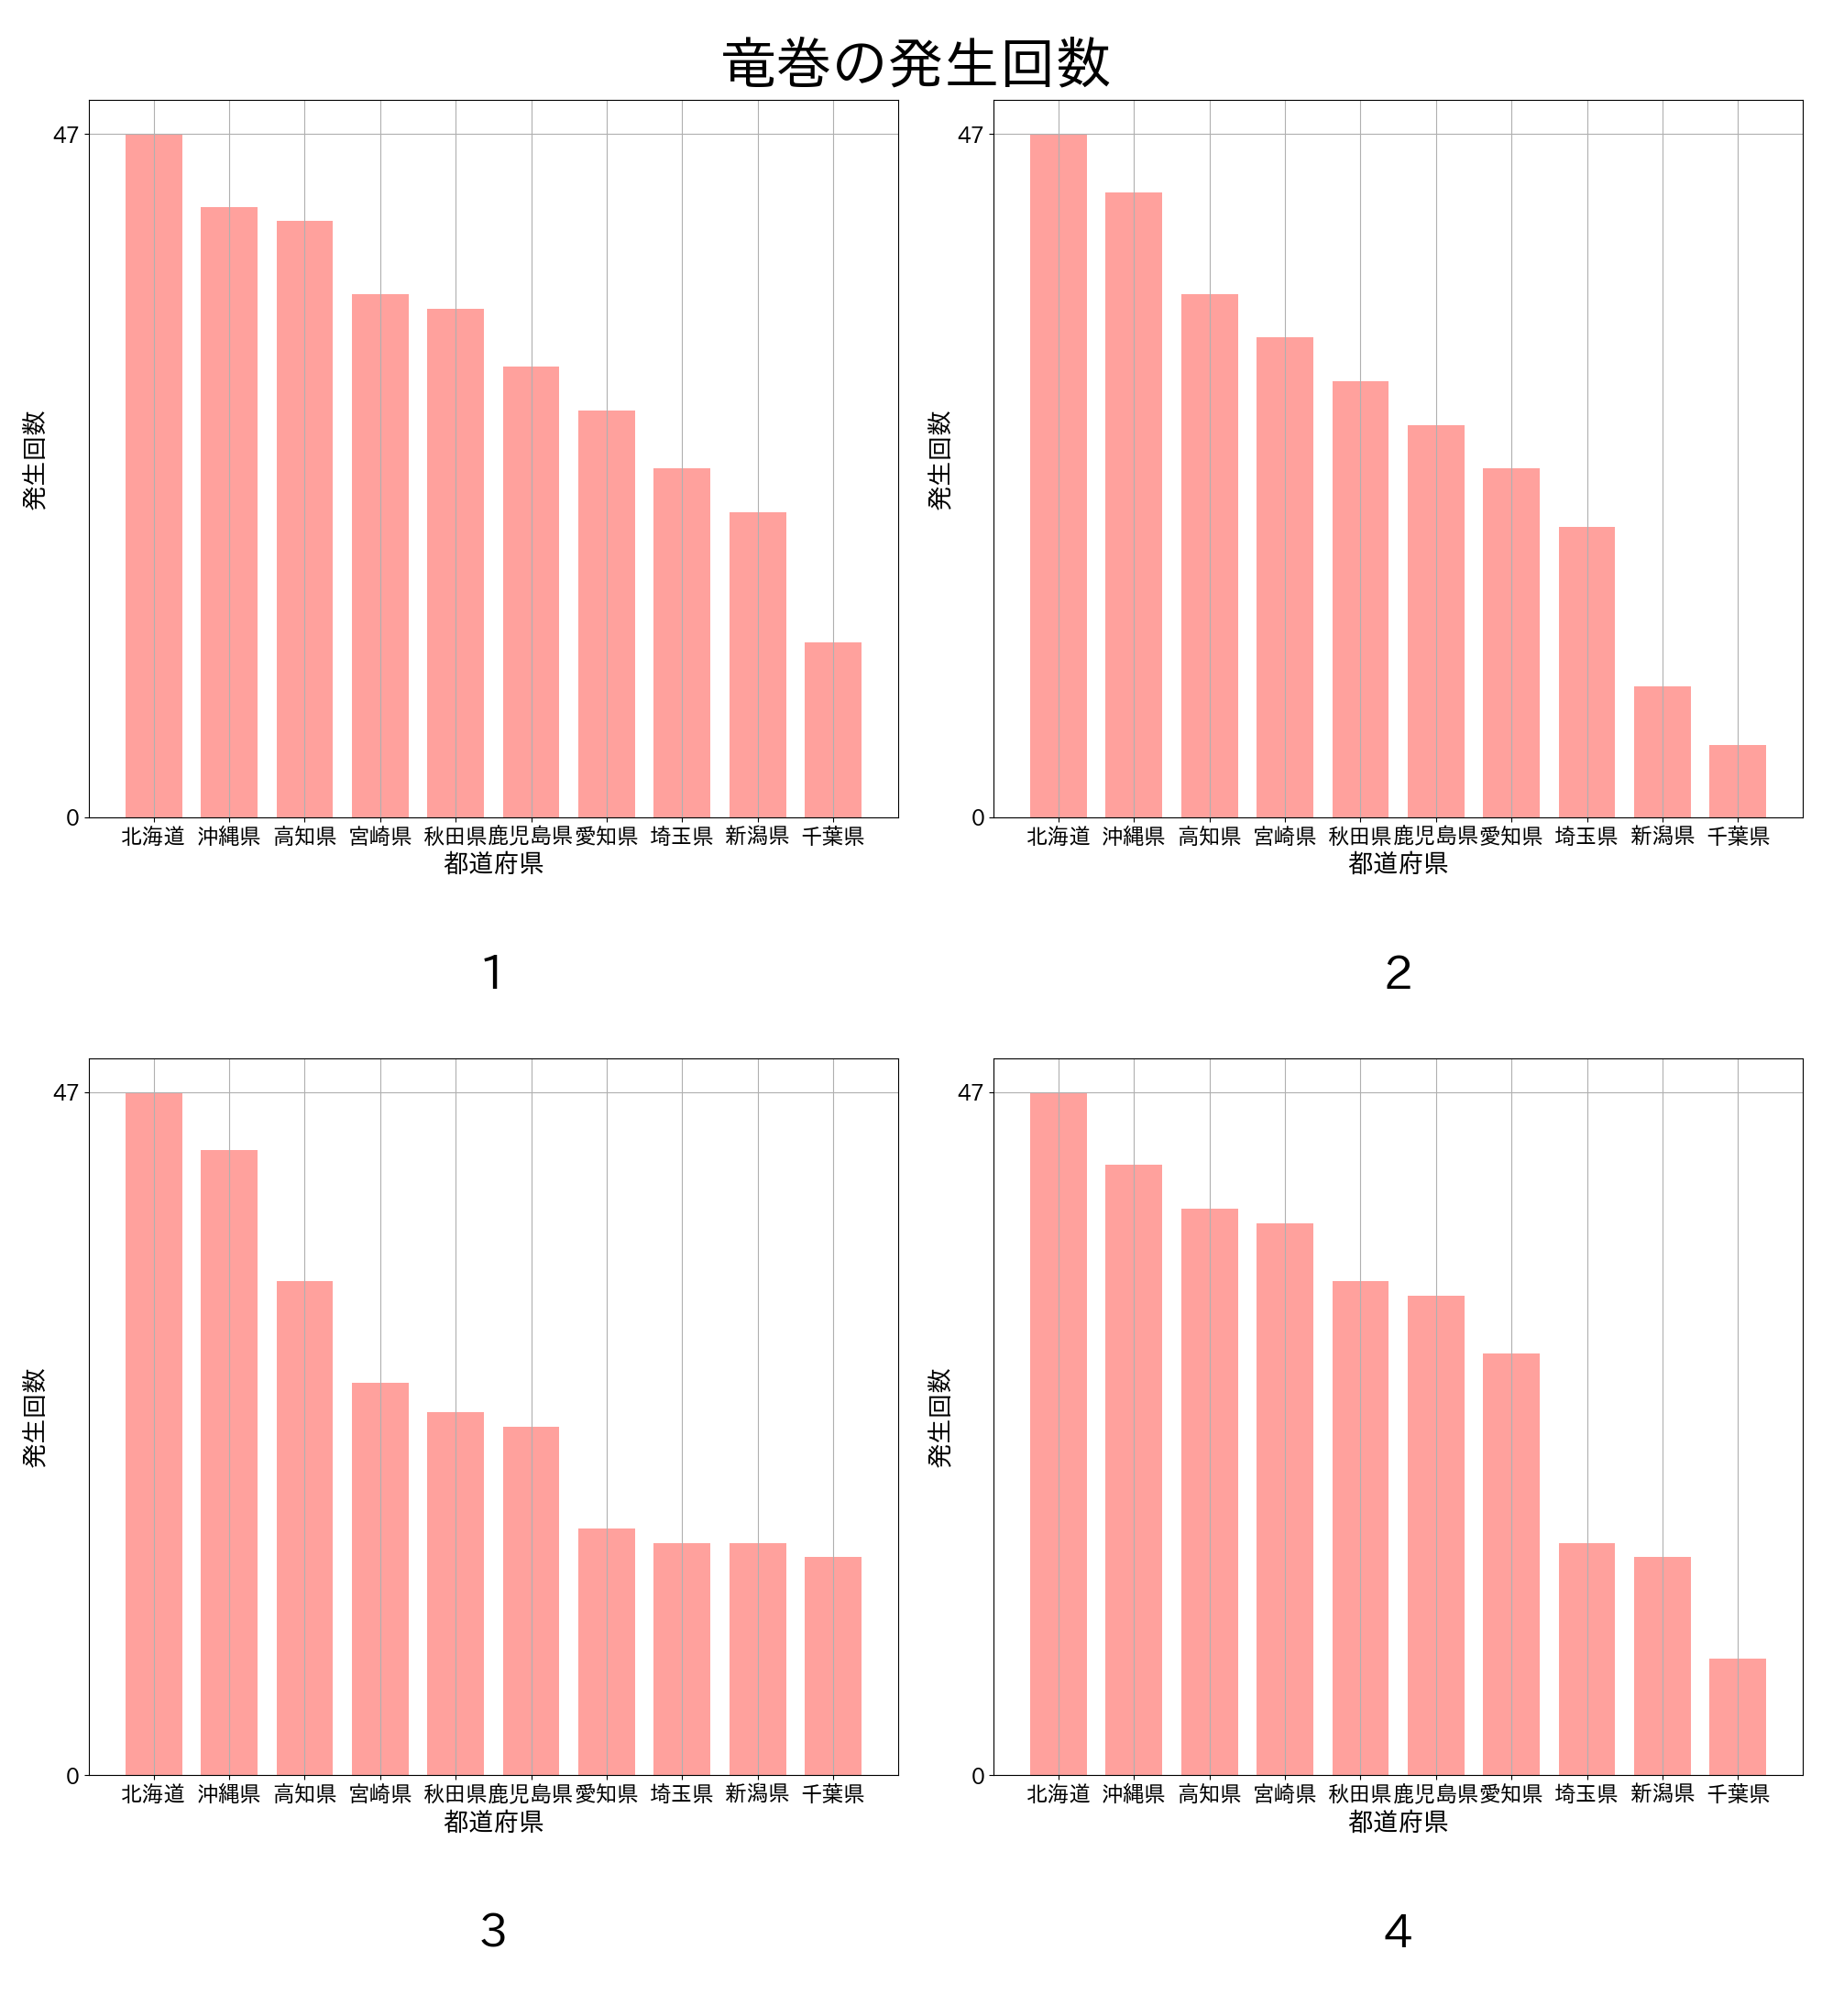 竜巻の発生回数
47
0
発生回数
北海道 沖縄県 高知県 宮崎県 秋田県 鹿児島県 愛知県 埼玉県 新潟県 千葉県
都道府県
1
47
0
発生回数
北海道 沖縄県 高知県 宮崎県 秋田県 鹿児島県 愛知県 埼玉県 新潟県 千葉県
都道府県
2
47
0
発生回数
北海道 沖縄県 高知県 宮崎県 秋田県 鹿児島県 愛知県 埼玉県 新潟県 千葉県
都道府県
3
47
0
発生回数
北海道 沖縄県 高知県 宮崎県 秋田県 鹿児島県 愛知県 埼玉県 新潟県 千葉県
都道府県
4